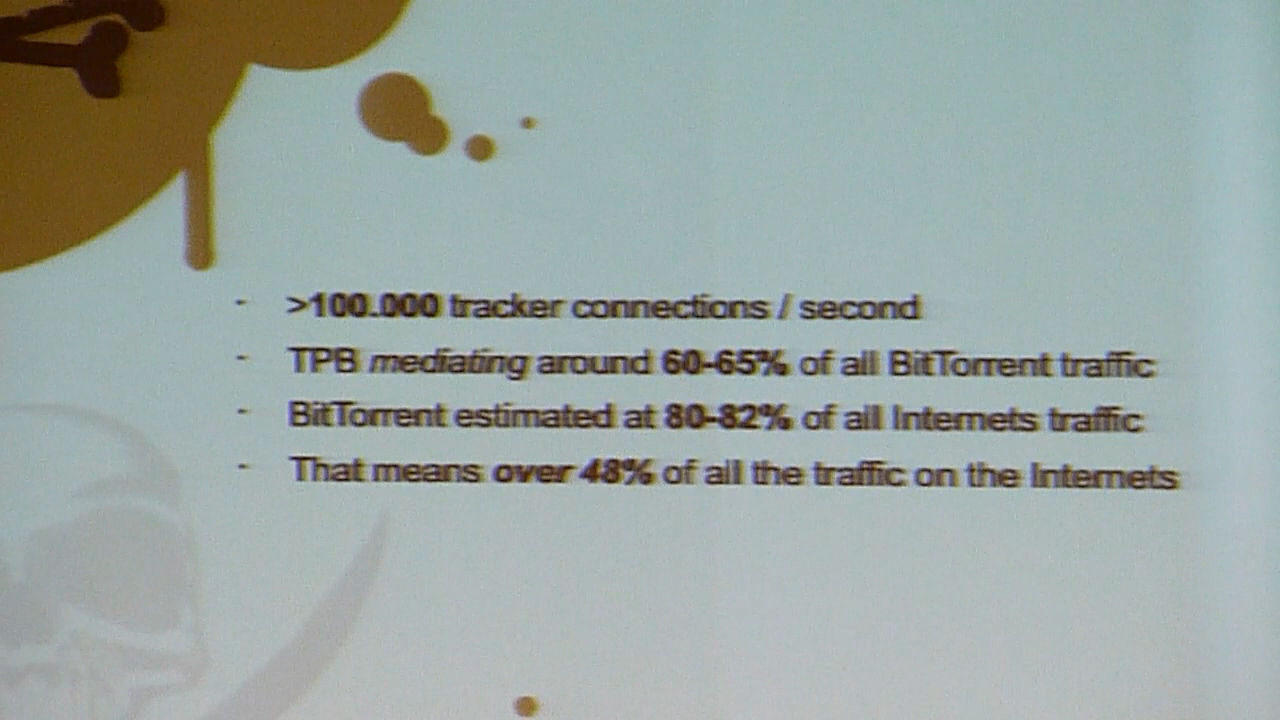 - >100.000 tracker connections / second
- TPB mediating around 60-65% of all BitTorrent traffic
- BitTorrent estimated at 80-82% of all Internets traffic
- That means over 48% of all the traffic on the Internets